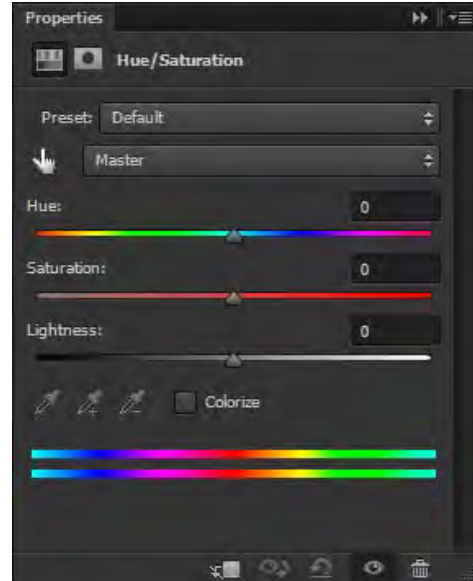 Properties
Hue/Saturation
Preset: Default
Master
Hue: 0
Saturation: 0
Lightness: 0
Colorize